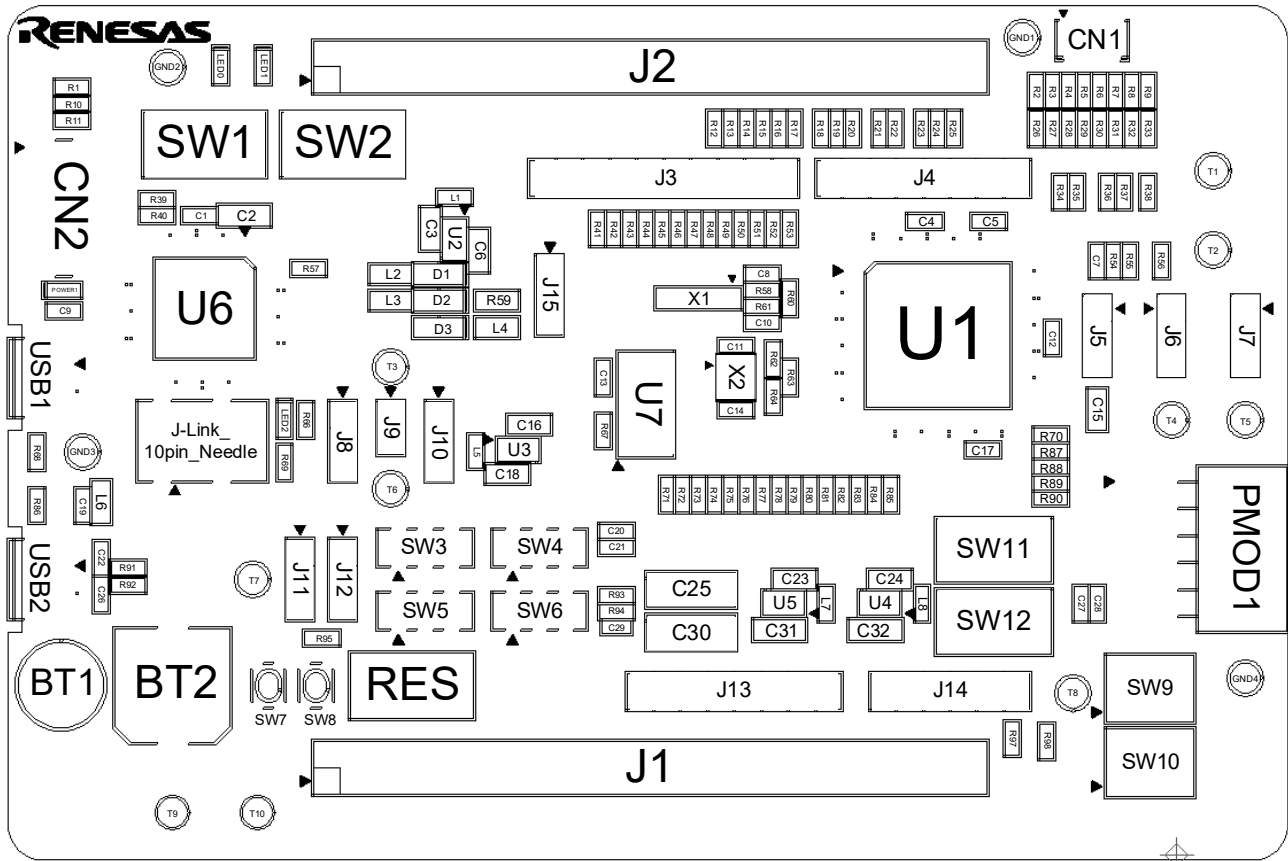 RENESAS
GND2
LED0
LED1
J2
GND1
CN1
R1
R10
R11
R2
R3
R4
R5
R6
R7
R8
R9
SW1
SW2
R12
R13
R14
R15
R16
R17
R18
R19
R20
R21
R22
R23
R24
R25
R26
R27
R28
R29
R30
R31
R32
R33
CN2
J3
J4
T1
R39
R40
C1
C2
L1
R34
R35
R36
R37
R38
C3
U2
C6
R41
R42
R43
R44
R45
R46
R47
R48
R49
R50
R51
R52
R53
C4
C5
T2
R57
L2
D1
C8
C7
R54
R55
R56
POWER1
C9
U6
L3
D2
R59
J15
X1
R58
R61
R60
C10
U1
D3
L4
C12
J5
J6
J7
USB1
T3
C11
X2
C14
R62
R63
R64
C13
U7
R67
J-Link_
10pin_Needle
LED2
R66
R69
J8
J9
J10
C16
L5
U3
C18
C15
T4
T5
R68
GND3
C17
R70
R87
R88
R89
R90
T6
R86
C19
L6
R71
R72
R73
R74
R75
R76
R77
R78
R79
R80
R81
R82
R83
R84
R85
PMOD1
USB2
C22
C26
R91
R92
T7
J11
J12
SW3
SW4
C20
C21
SW11
SW5
SW6
R93
R94
C29
C25
C30
C23
U5
L7
C31
C24
U4
L8
C32
SW12
C27
C28
R95
BT1
BT2
SW7
SW8
RES
J13
J14
T8
SW9
GND4
R97
R98
SW10
J1
T9
T10